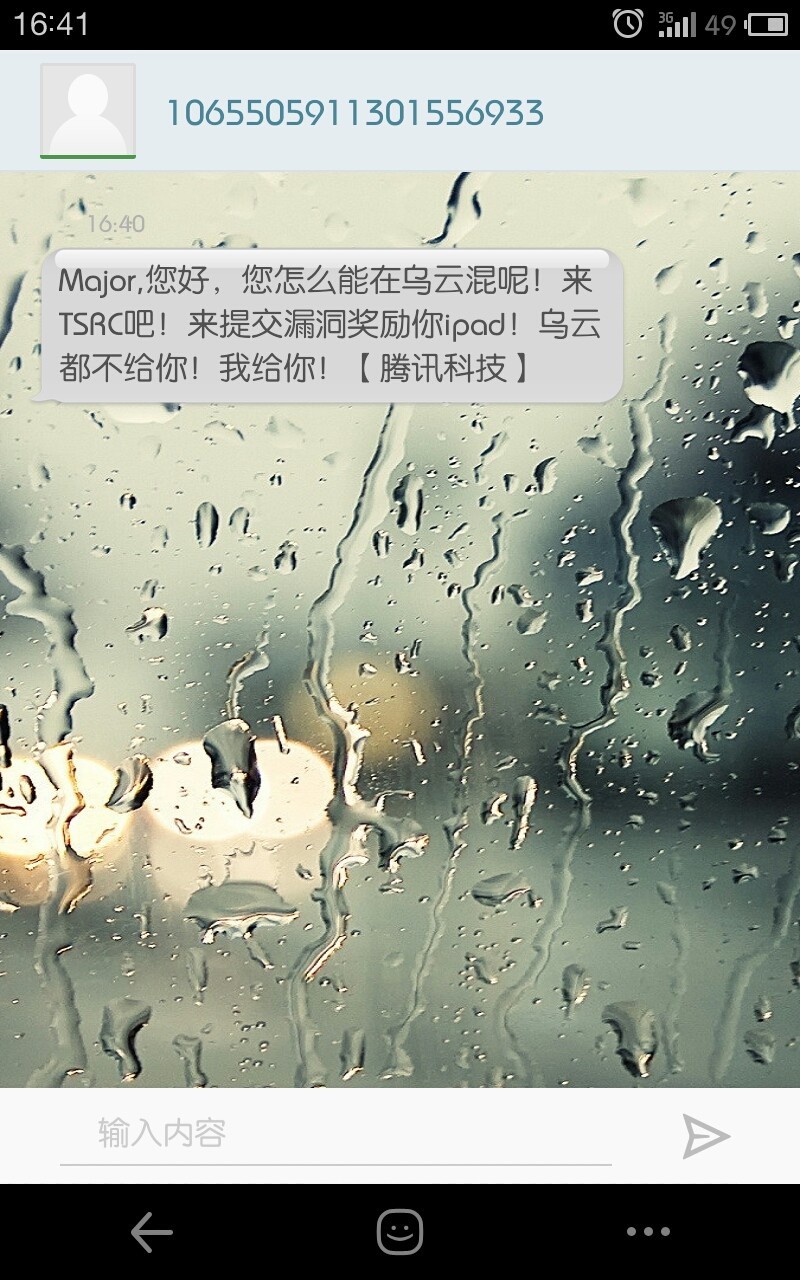 16:41
3G
49
1065505911301556933
16:40
Major,您好，您怎么能在乌云混呢！来
TSRC吧！来提交漏洞奖励你ipad！乌云
都不给你！我给你！【腾讯科技】
输入内容